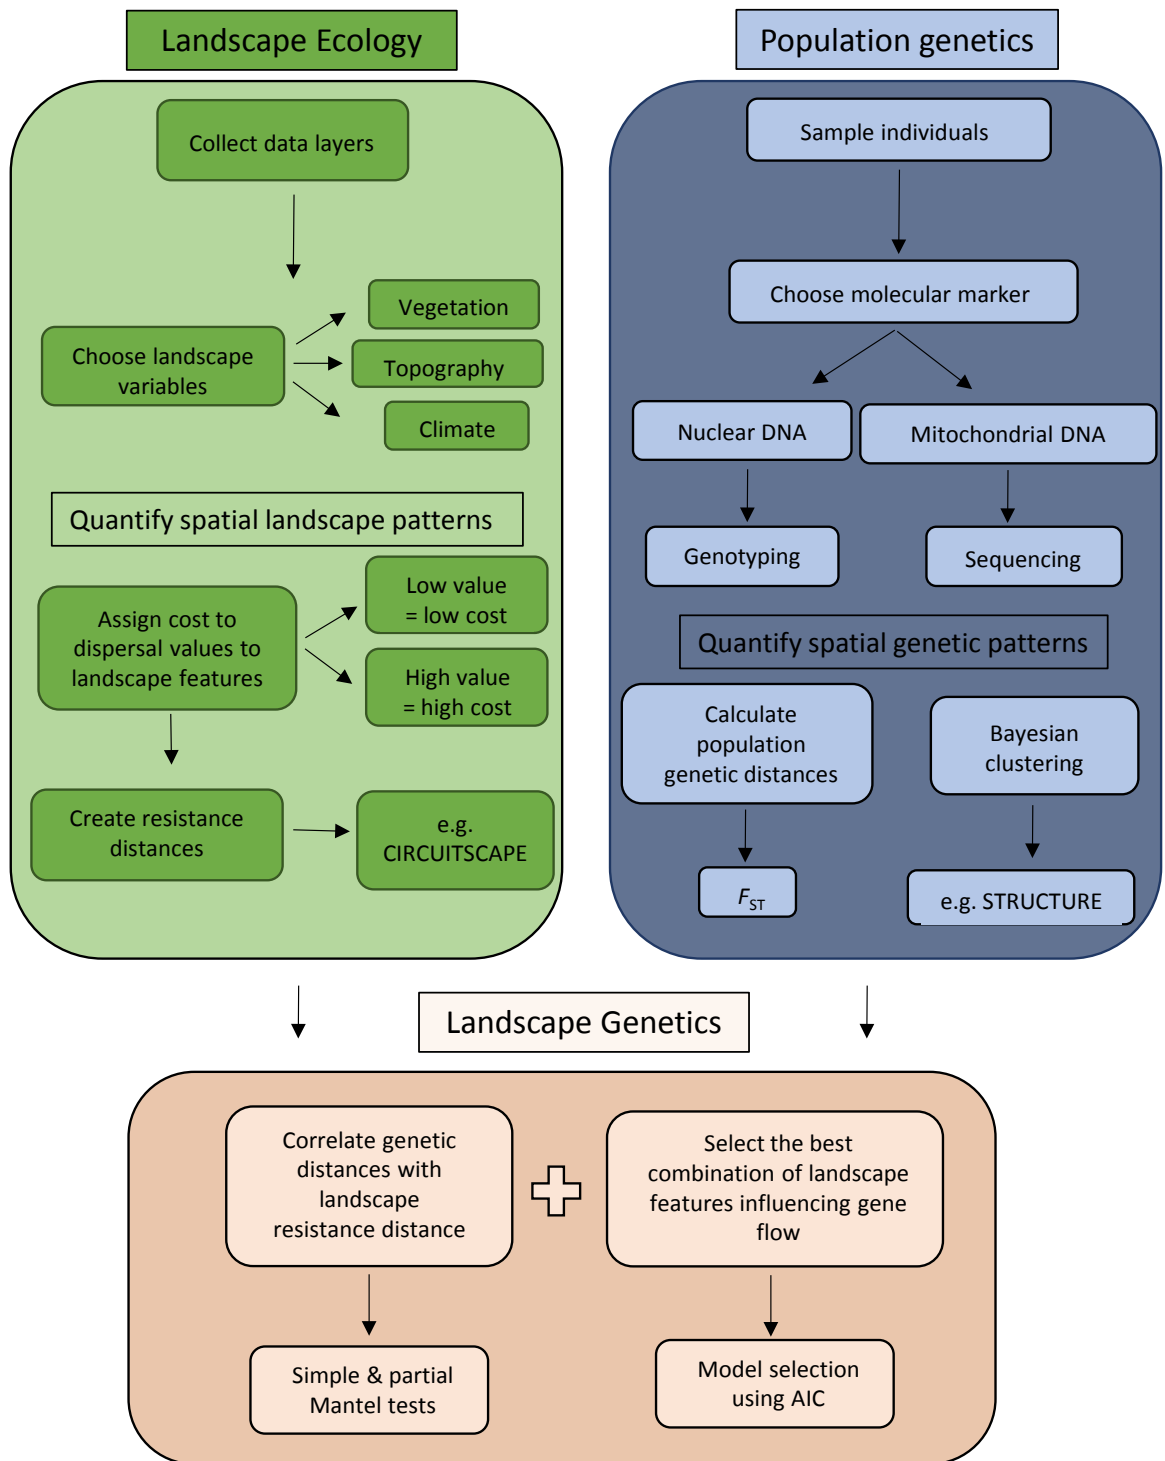 Landscape Ecology
Collect data layers
Choose landscape
variables
Vegetation
Topography
Climate
Quantify spatial landscape patterns
Assign cost to
dispersal values to
landscape features
Low value
= low cost
High value
= high cost
Create resistance
distances
e.g.
CIRCUITSCAPE
Population genetics
Sample individuals
Choose molecular marker
Nuclear DNA
Mitochondrial DNA
Genotyping
Sequencing
Quantify spatial genetic patterns
Calculate
population
genetic distances
Bayesian
clustering
FST
e.g. STRUCTURE
Landscape Genetics
Correlate genetic
distances with
landscape
resistance distance
Select the best
combination of landscape
features influencing gene
flow
Simple & partial
Mantel tests
Model selection
using AIC